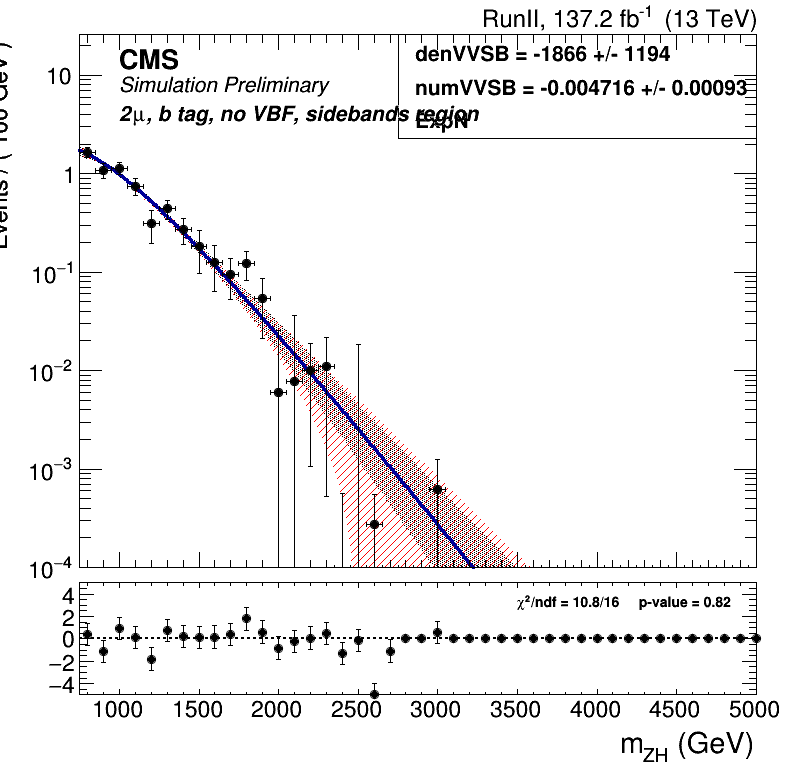 RunII, 137.2 fb⁻¹ (13 TeV)
CMS
Simulation Preliminary
2μ, b tag, no VBF, sidebands region
denVVSB = -1866 +/- 1194
numVVSB = -0.004716 +/- 0.00093
ExpN
Events / ( 100 GeV )
10
1
10⁻¹
10⁻²
10⁻³
10⁻⁴
χ²/ndf = 10.8/16 p-value = 0.82
4
2
0
−2
−4
1000 1500 2000 2500 3000 3500 4000 4500 5000
m_ZH (GeV)